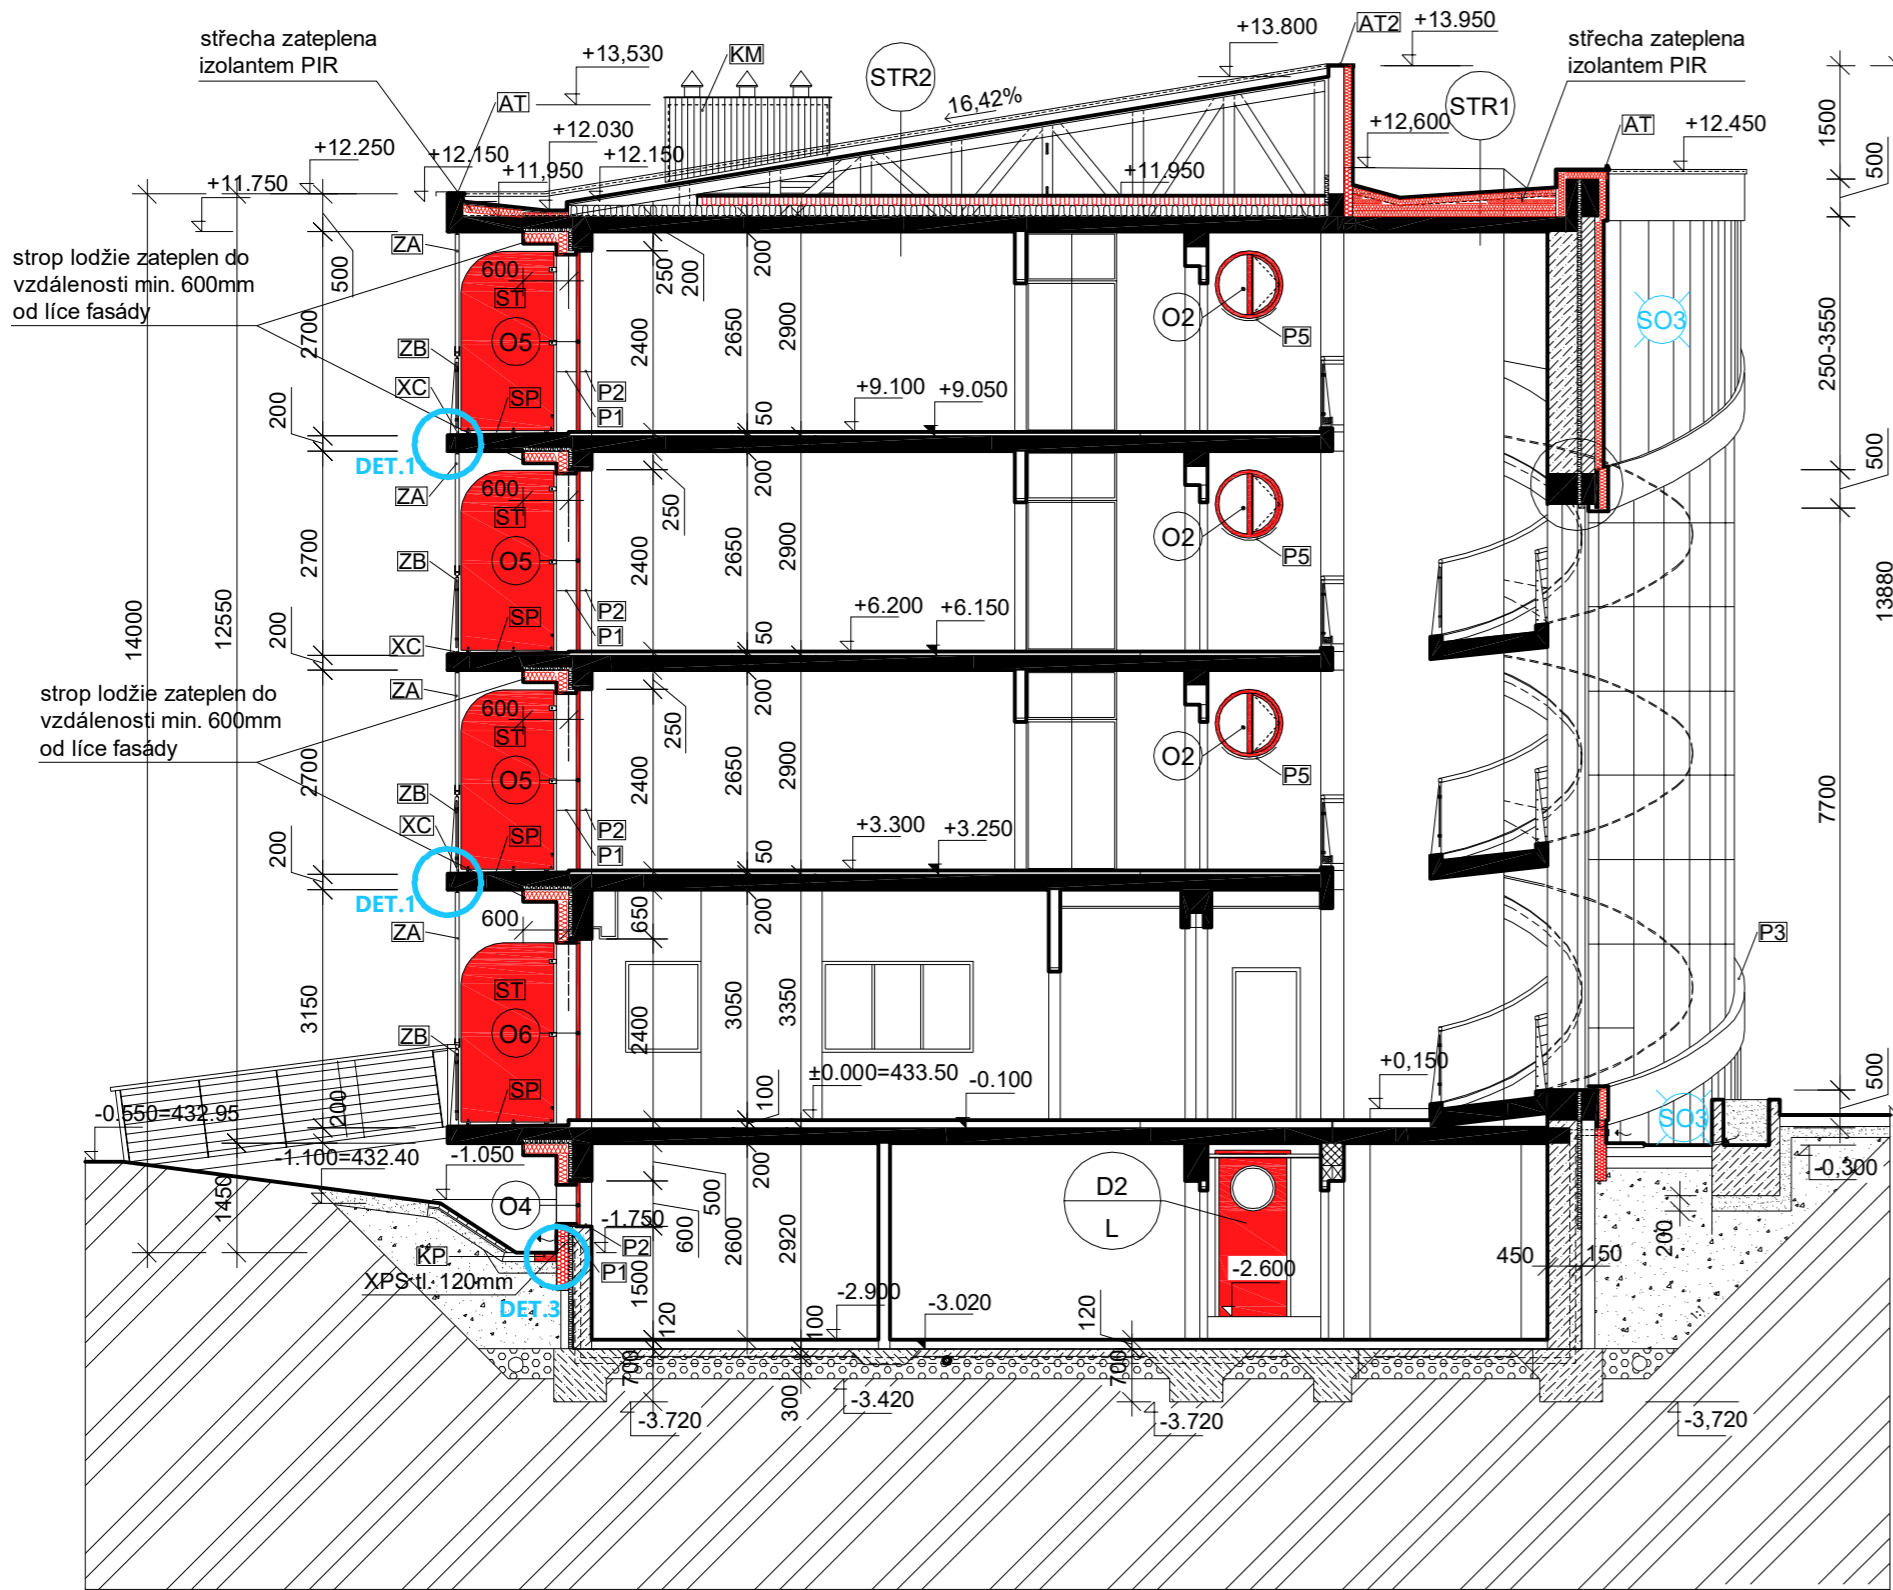 střecha zateplena
izolantem PIR
+13,530
KM
STR2
+13.800
AT2
+13.950
střecha zateplena
izolantem PIR
AT
16,42%
STR1
+12,600
AT
+12.450
1500
500
+12.250
+12.150
+12.030
+11,950
+12.150
+11.950
+11.750
500
ZA
strop lodžie zateplen do
vzdálenosti min. 600mm
od líce fasády
600
ST
250
200
200
O5
2700
2400
2650
2900
O2
P5
SO3
250-3550
ZB
XC
SP
P2
P1
+9.100
+9.050
200
50
DET.1
500
ZA
600
ST
250
200
O5
2700
2400
2650
2900
O2
P5
ZB
SP
P2
P1
+6.200
+6.150
14000
12550
13880
200
50
XC
strop lodžie zateplen do
vzdálenosti min. 600mm
od líce fasády
ZA
600
ST
250
200
O5
2700
2400
2650
2900
O2
P5
ZB
XC
SP
P2
P1
+3.300
+3.250
7700
200
50
DET.1
ZA
600
650
200
P3
ST
O6
3150
2400
3050
3350
ZB
SP
±0.000=433.50
-0.100
+0,150
500
-0.550=432.95
200
100
SO3
-1.100=432.40
-1.050
200
-0,300
1450
O4
500
D2
L
-1.750
600
2600
2920
200
KP
P2
P1
XPS tl. 120mm
DET.3
1500
450
150
-2.600
-2.900
-3.020
120
100
120
1:1
700
700
300
-3.420
-3.720
-3.720
-3,720